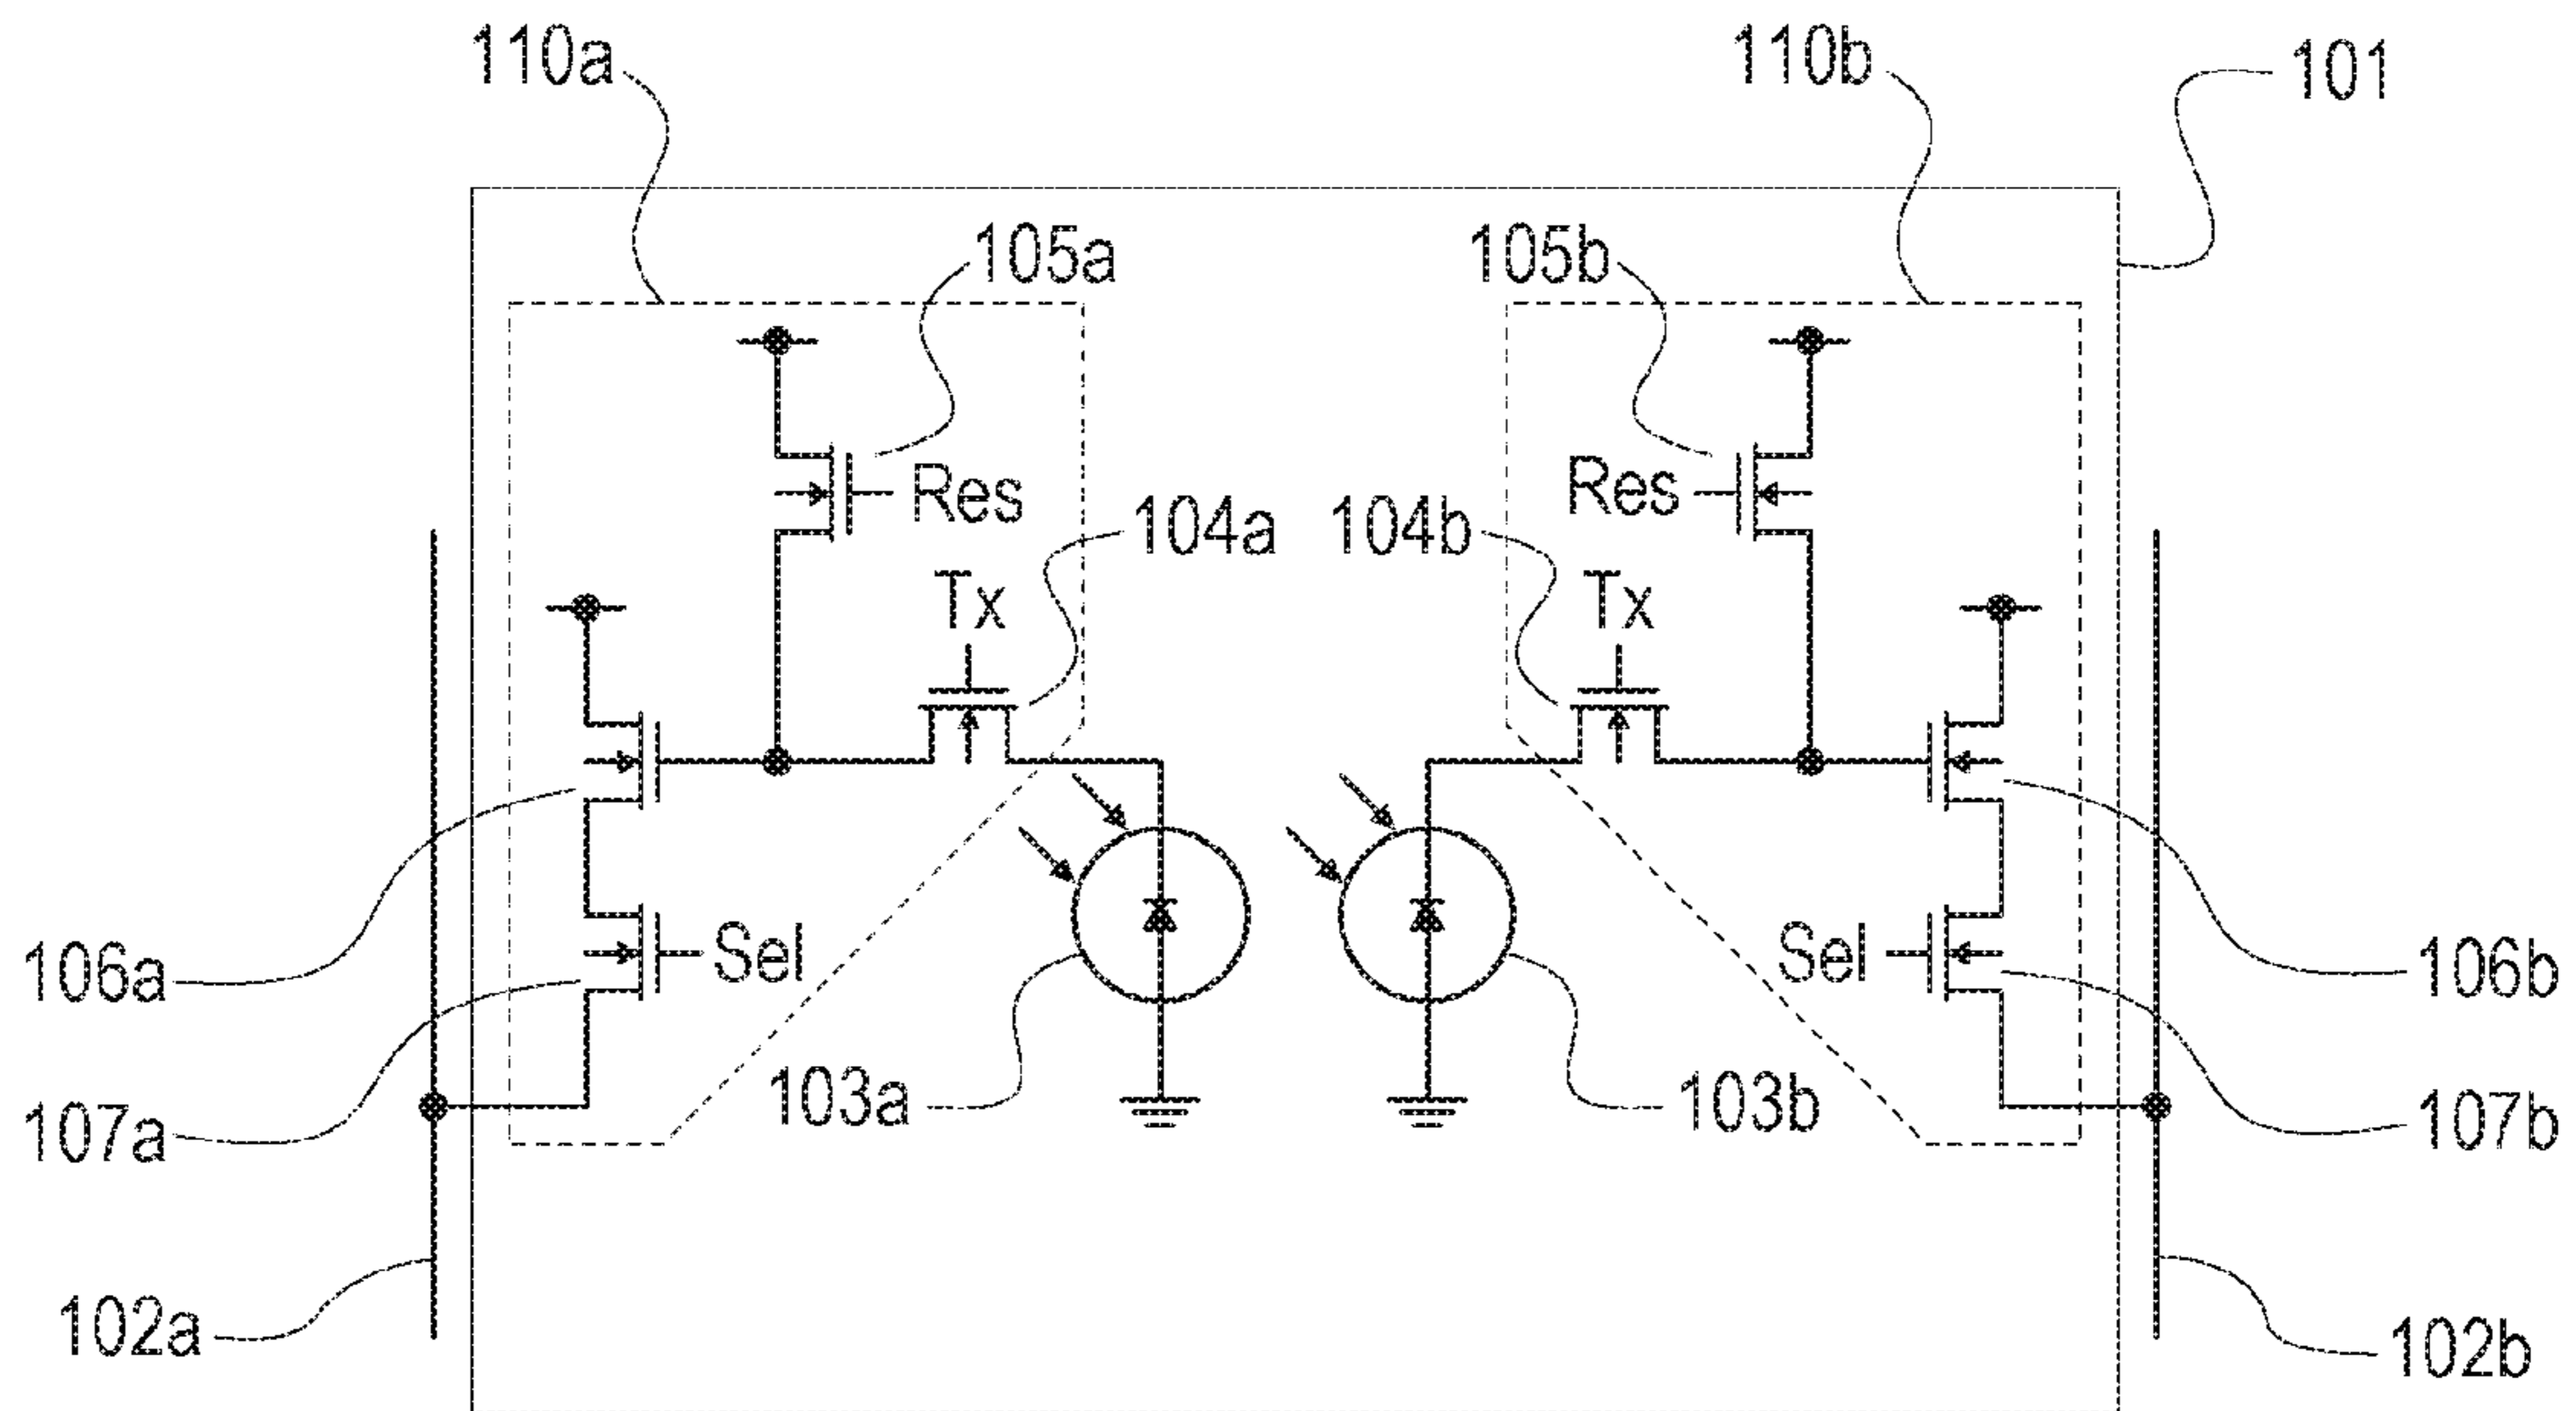 110a 110b 101
105a 105b
Res Res
104a 104b
Tx Tx
Sel Sel
106a 106b
103a 103b
107a 107b
102a 102b